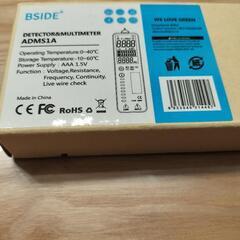 BSIDE
DETECTOR&MULTIMETER
ADMS1A
Operating Temperature:0~40℃
Storage Temperature:-10~60℃
Power Supply: AAA 1.5V
Function: Voltage,Resistance,
Frequency, Continuity,
Live wire check
CE RoHS
Made in China
WE LOVE GREEN